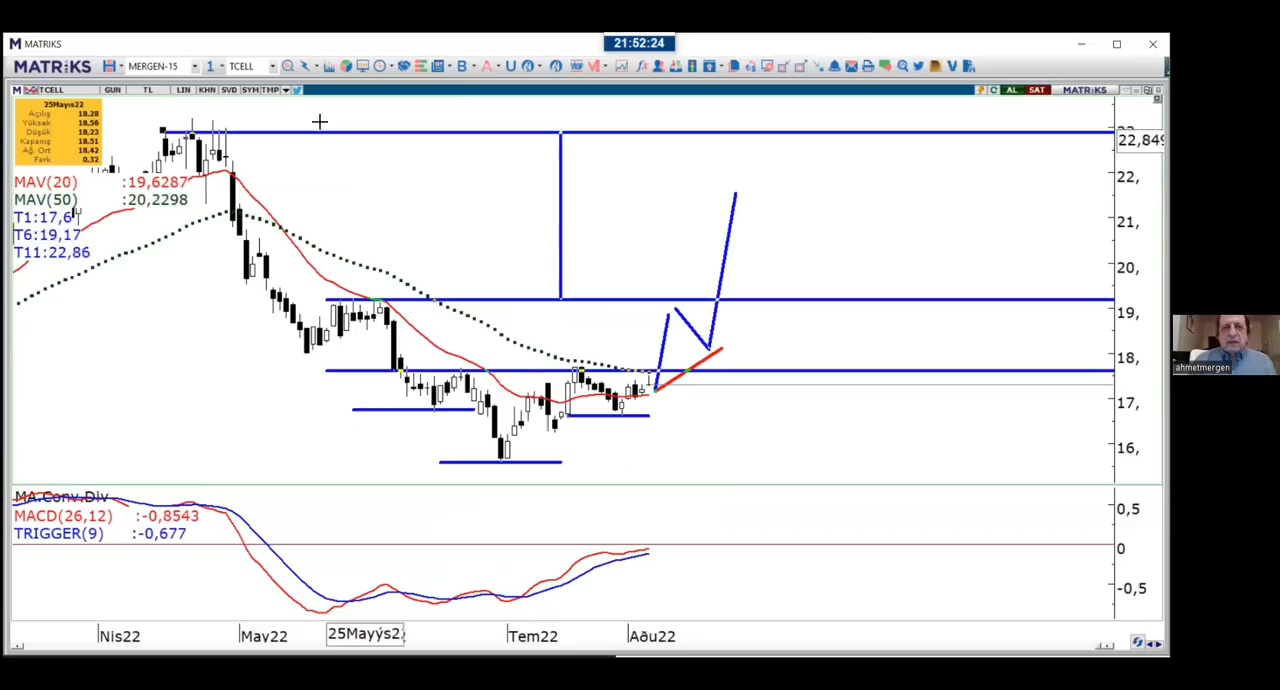 MATRIKS
21:52:24
MATRIKS MERGEN-15 1 TCELL
TCELL GUN TL LIN KHN SVD SYM TMP AL SAT MATRIKS
25Mayıs22
Açılış 18,28
Yüksek 18,56
Düşük 18,23
Kapanış 18,51
Ağ. Ort 18,42
Fark 0,32
MAV(20) :19,6287
MAV(50) :20,2298
T1:17,6
T6:19,17
T11:22,86
22,849
22,
21,
20,
19,
18,
17,
16,
MA.Conv.Div
MACD(26,12) :-0,8543
TRIGGER(9) :-0,677
0,5
0
-0,5
Nis22 May22 25Mayýs2 Tem22 Aðu22
ahmetmergen